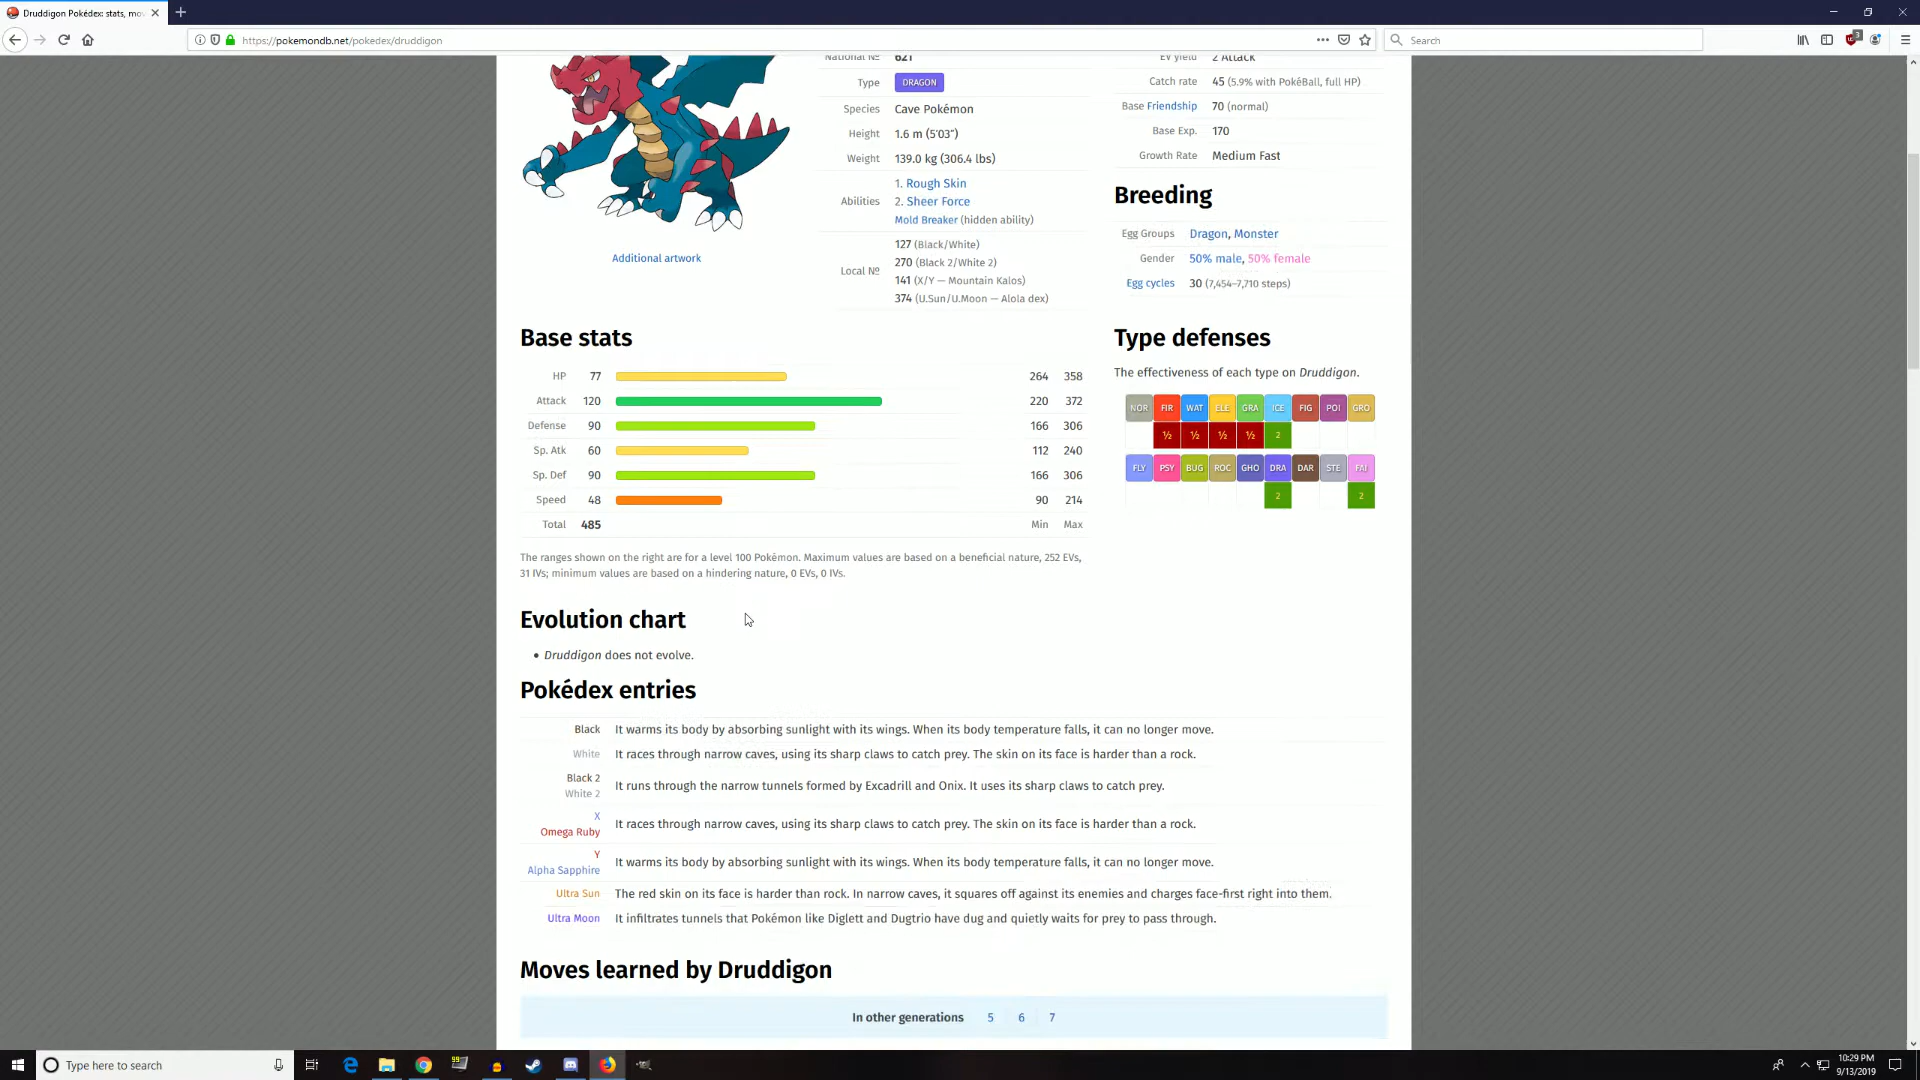 Druddigon Pokédex: stats, mov
https://pokemondb.net/pokedex/druddigon
Search
3
National № 621
Type DRAGON
Species Cave Pokémon
Height 1.6 m (5'03")
Weight 139.0 kg (306.4 lbs)
Abilities
1. Rough Skin
2. Sheer Force
Mold Breaker (hidden ability)
Local №
127 (Black/White)
270 (Black 2/White 2)
141 (X/Y — Mountain Kalos)
374 (U.Sun/U.Moon — Alola dex)
Additional artwork
EV yield 2 Attack
Catch rate 45 (5.9% with PokéBall, full HP)
Base Friendship 70 (normal)
Base Exp. 170
Growth Rate Medium Fast
Breeding
Egg Groups Dragon, Monster
Gender 50% male, 50% female
Egg cycles 30 (7,454–7,710 steps)
Base stats
HP 77 264 358
Attack 120 220 372
Defense 90 166 306
Sp. Atk 60 112 240
Sp. Def 90 166 306
Speed 48 90 214
Total 485 Min Max
The ranges shown on the right are for a level 100 Pokémon. Maximum values are based on a beneficial nature, 252 EVs,
31 IVs; minimum values are based on a hindering nature, 0 EVs, 0 IVs.
Type defenses
The effectiveness of each type on Druddigon.
NOR FIR WAT ELE GRA ICE FIG POI GRO
½ ½ ½ ½ 2
FLY PSY BUG ROC GHO DRA DAR STE FAI
2 2
Evolution chart
• Druddigon does not evolve.
Pokédex entries
Black It warms its body by absorbing sunlight with its wings. When its body temperature falls, it can no longer move.
White It races through narrow caves, using its sharp claws to catch prey. The skin on its face is harder than a rock.
Black 2
White 2
It runs through the narrow tunnels formed by Excadrill and Onix. It uses its sharp claws to catch prey.
X
Omega Ruby
It races through narrow caves, using its sharp claws to catch prey. The skin on its face is harder than a rock.
Y
Alpha Sapphire
It warms its body by absorbing sunlight with its wings. When its body temperature falls, it can no longer move.
Ultra Sun The red skin on its face is harder than rock. In narrow caves, it squares off against its enemies and charges face-first right into them.
Ultra Moon It infiltrates tunnels that Pokémon like Diglett and Dugtrio have dug and quietly waits for prey to pass through.
Moves learned by Druddigon
In other generations 5 6 7
Type here to search
99
10:29 PM
9/13/2019